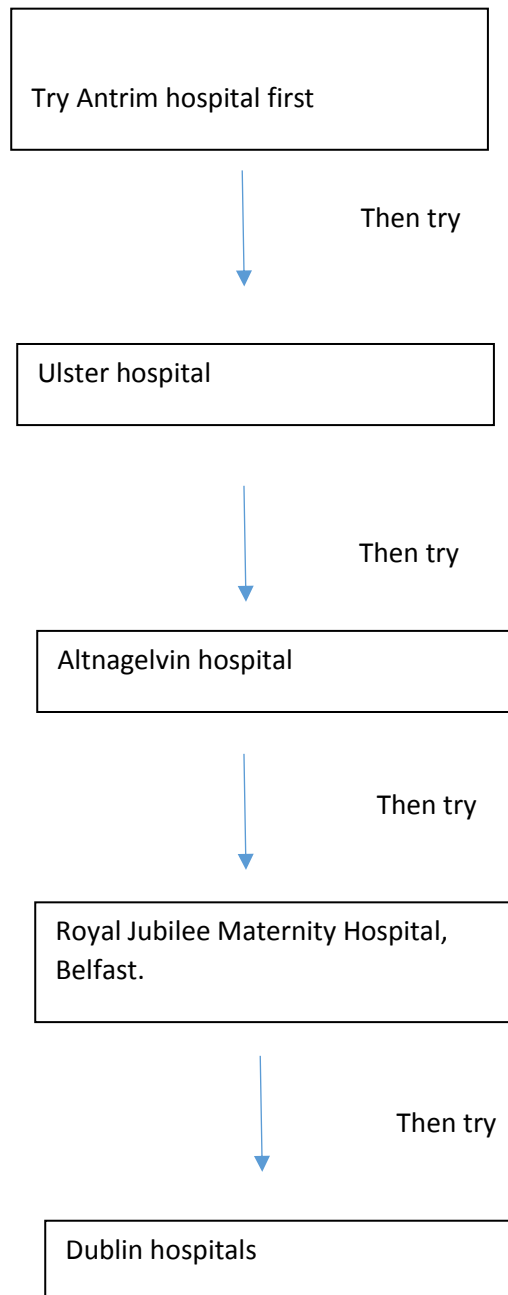 Try Antrim hospital first
Then try
Ulster hospital
Then try
Altnagelvin hospital
Then try
Royal Jubilee Maternity Hospital,
Belfast.
Then try
Dublin hospitals